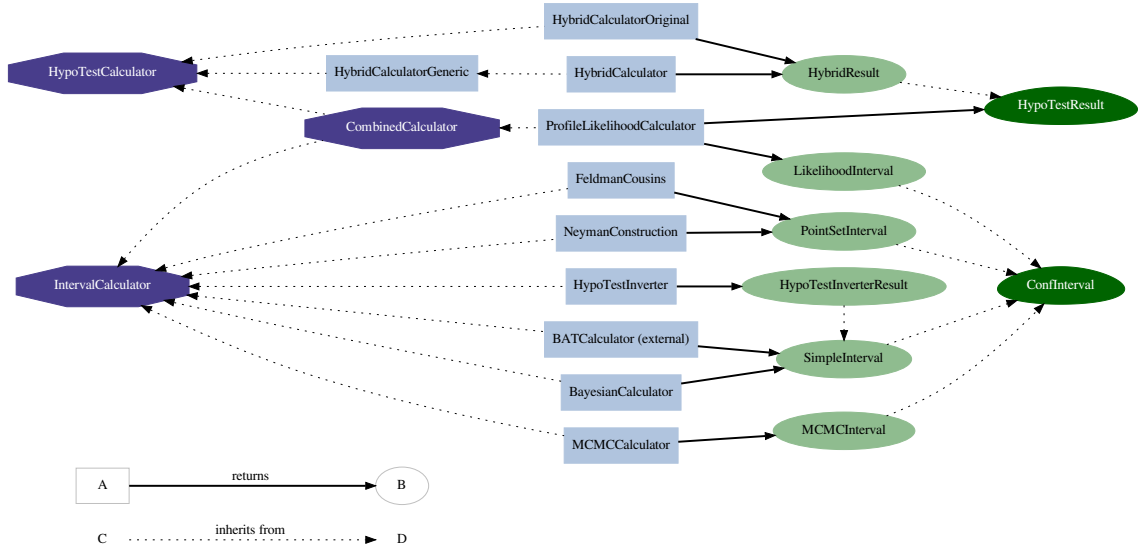 HybridCalculatorOriginal
HypoTestCalculator
HybridCalculatorGeneric
HybridCalculator
HybridResult
HypoTestResult
CombinedCalculator
ProfileLikelihoodCalculator
LikelihoodInterval
FeldmanCousins
NeymanConstruction
PointSetInterval
IntervalCalculator
HypoTestInverter
HypoTestInverterResult
ConfInterval
BATCalculator (external)
SimpleInterval
BayesianCalculator
MCMCCalculator
MCMCInterval
A
returns
B
C
inherits from
D